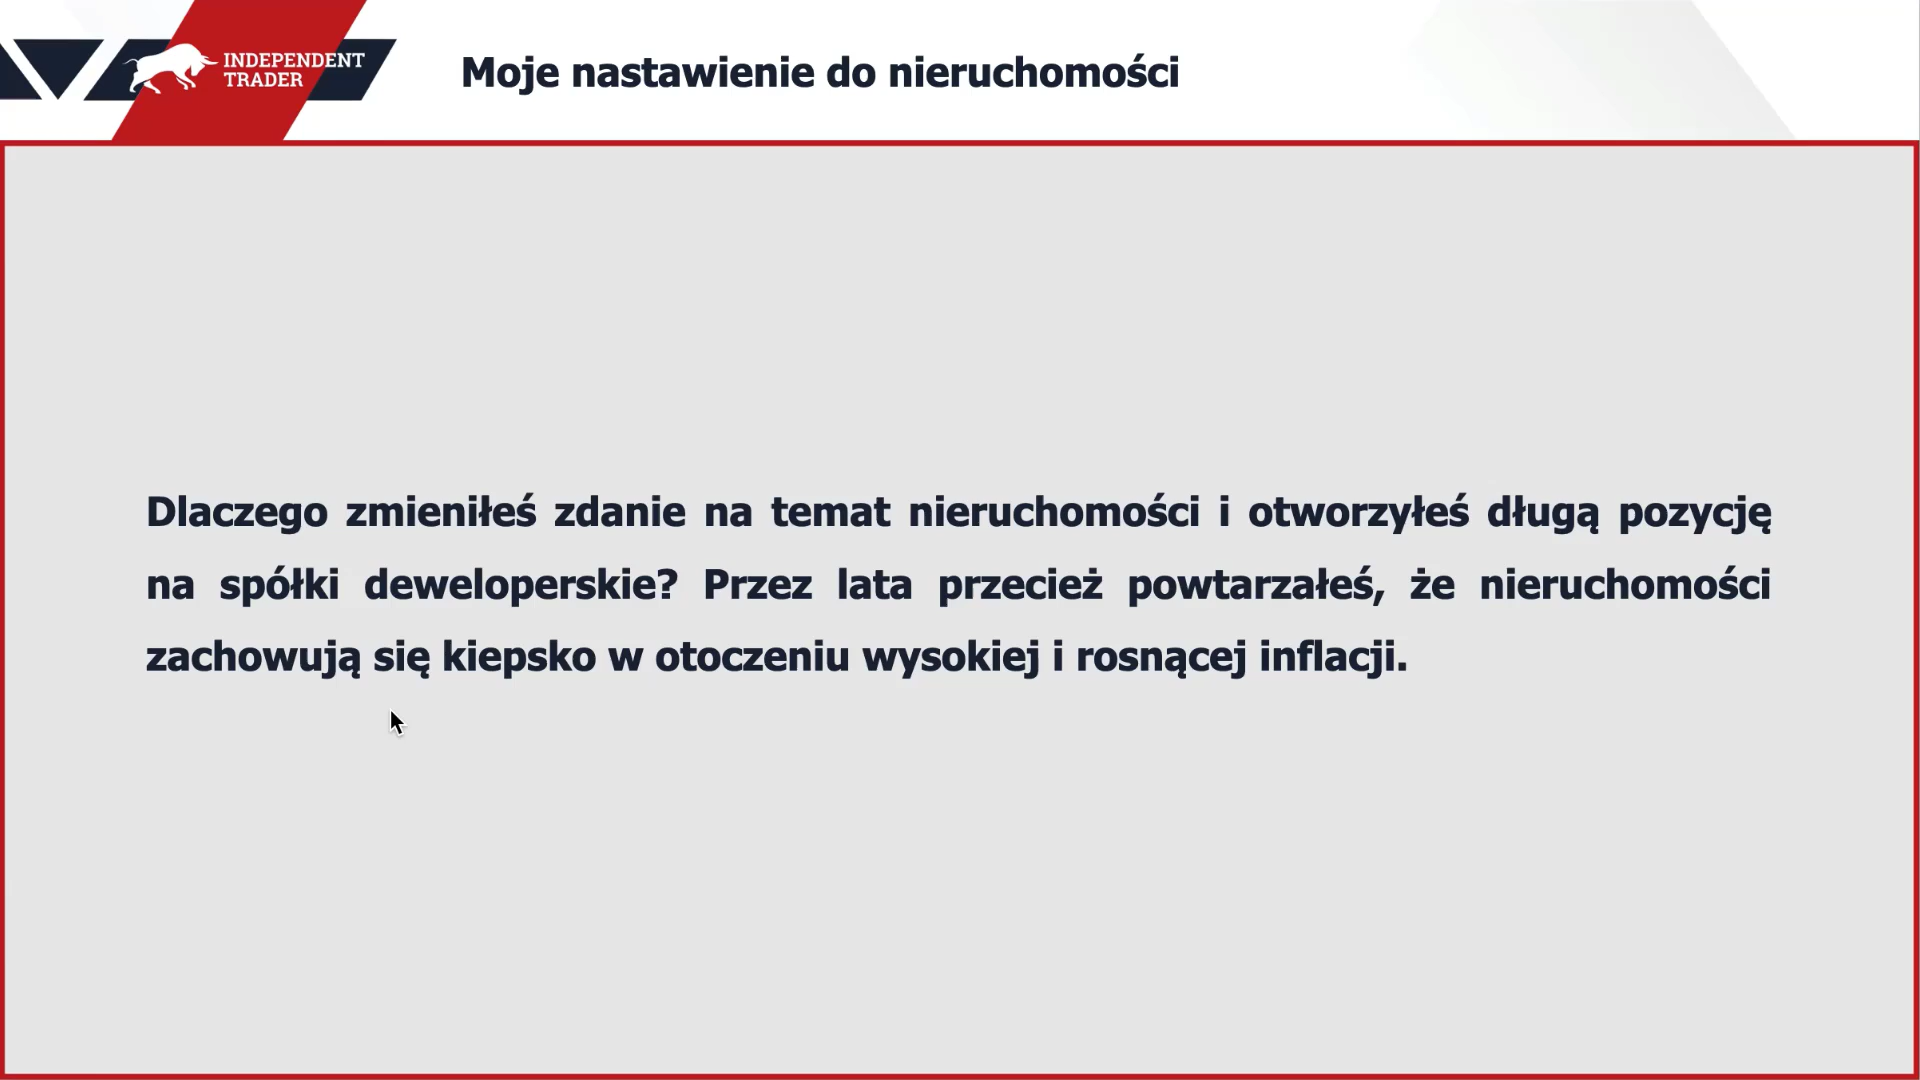 INDEPENDENT
TRADER
Moje nastawienie do nieruchomości
Dlaczego zmieniłeś zdanie na temat nieruchomości i otworzyłeś długą pozycję
na spółki deweloperskie? Przez lata przecież powtarzałeś, że nieruchomości
zachowują się kiepsko w otoczeniu wysokiej i rosnącej inflacji.